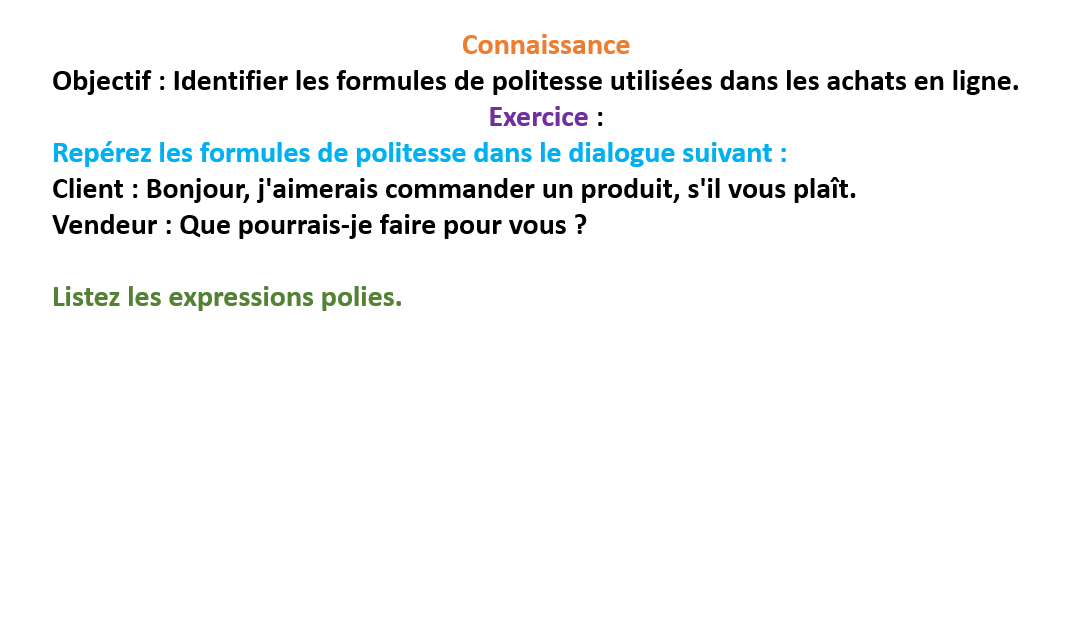 Connaissance
Objectif : Identifier les formules de politesse utilisées dans les achats en ligne.
Exercice :
Repérez les formules de politesse dans le dialogue suivant :
Client : Bonjour, j'aimerais commander un produit, s'il vous plaît.
Vendeur : Que pourrais-je faire pour vous ?
Listez les expressions polies.